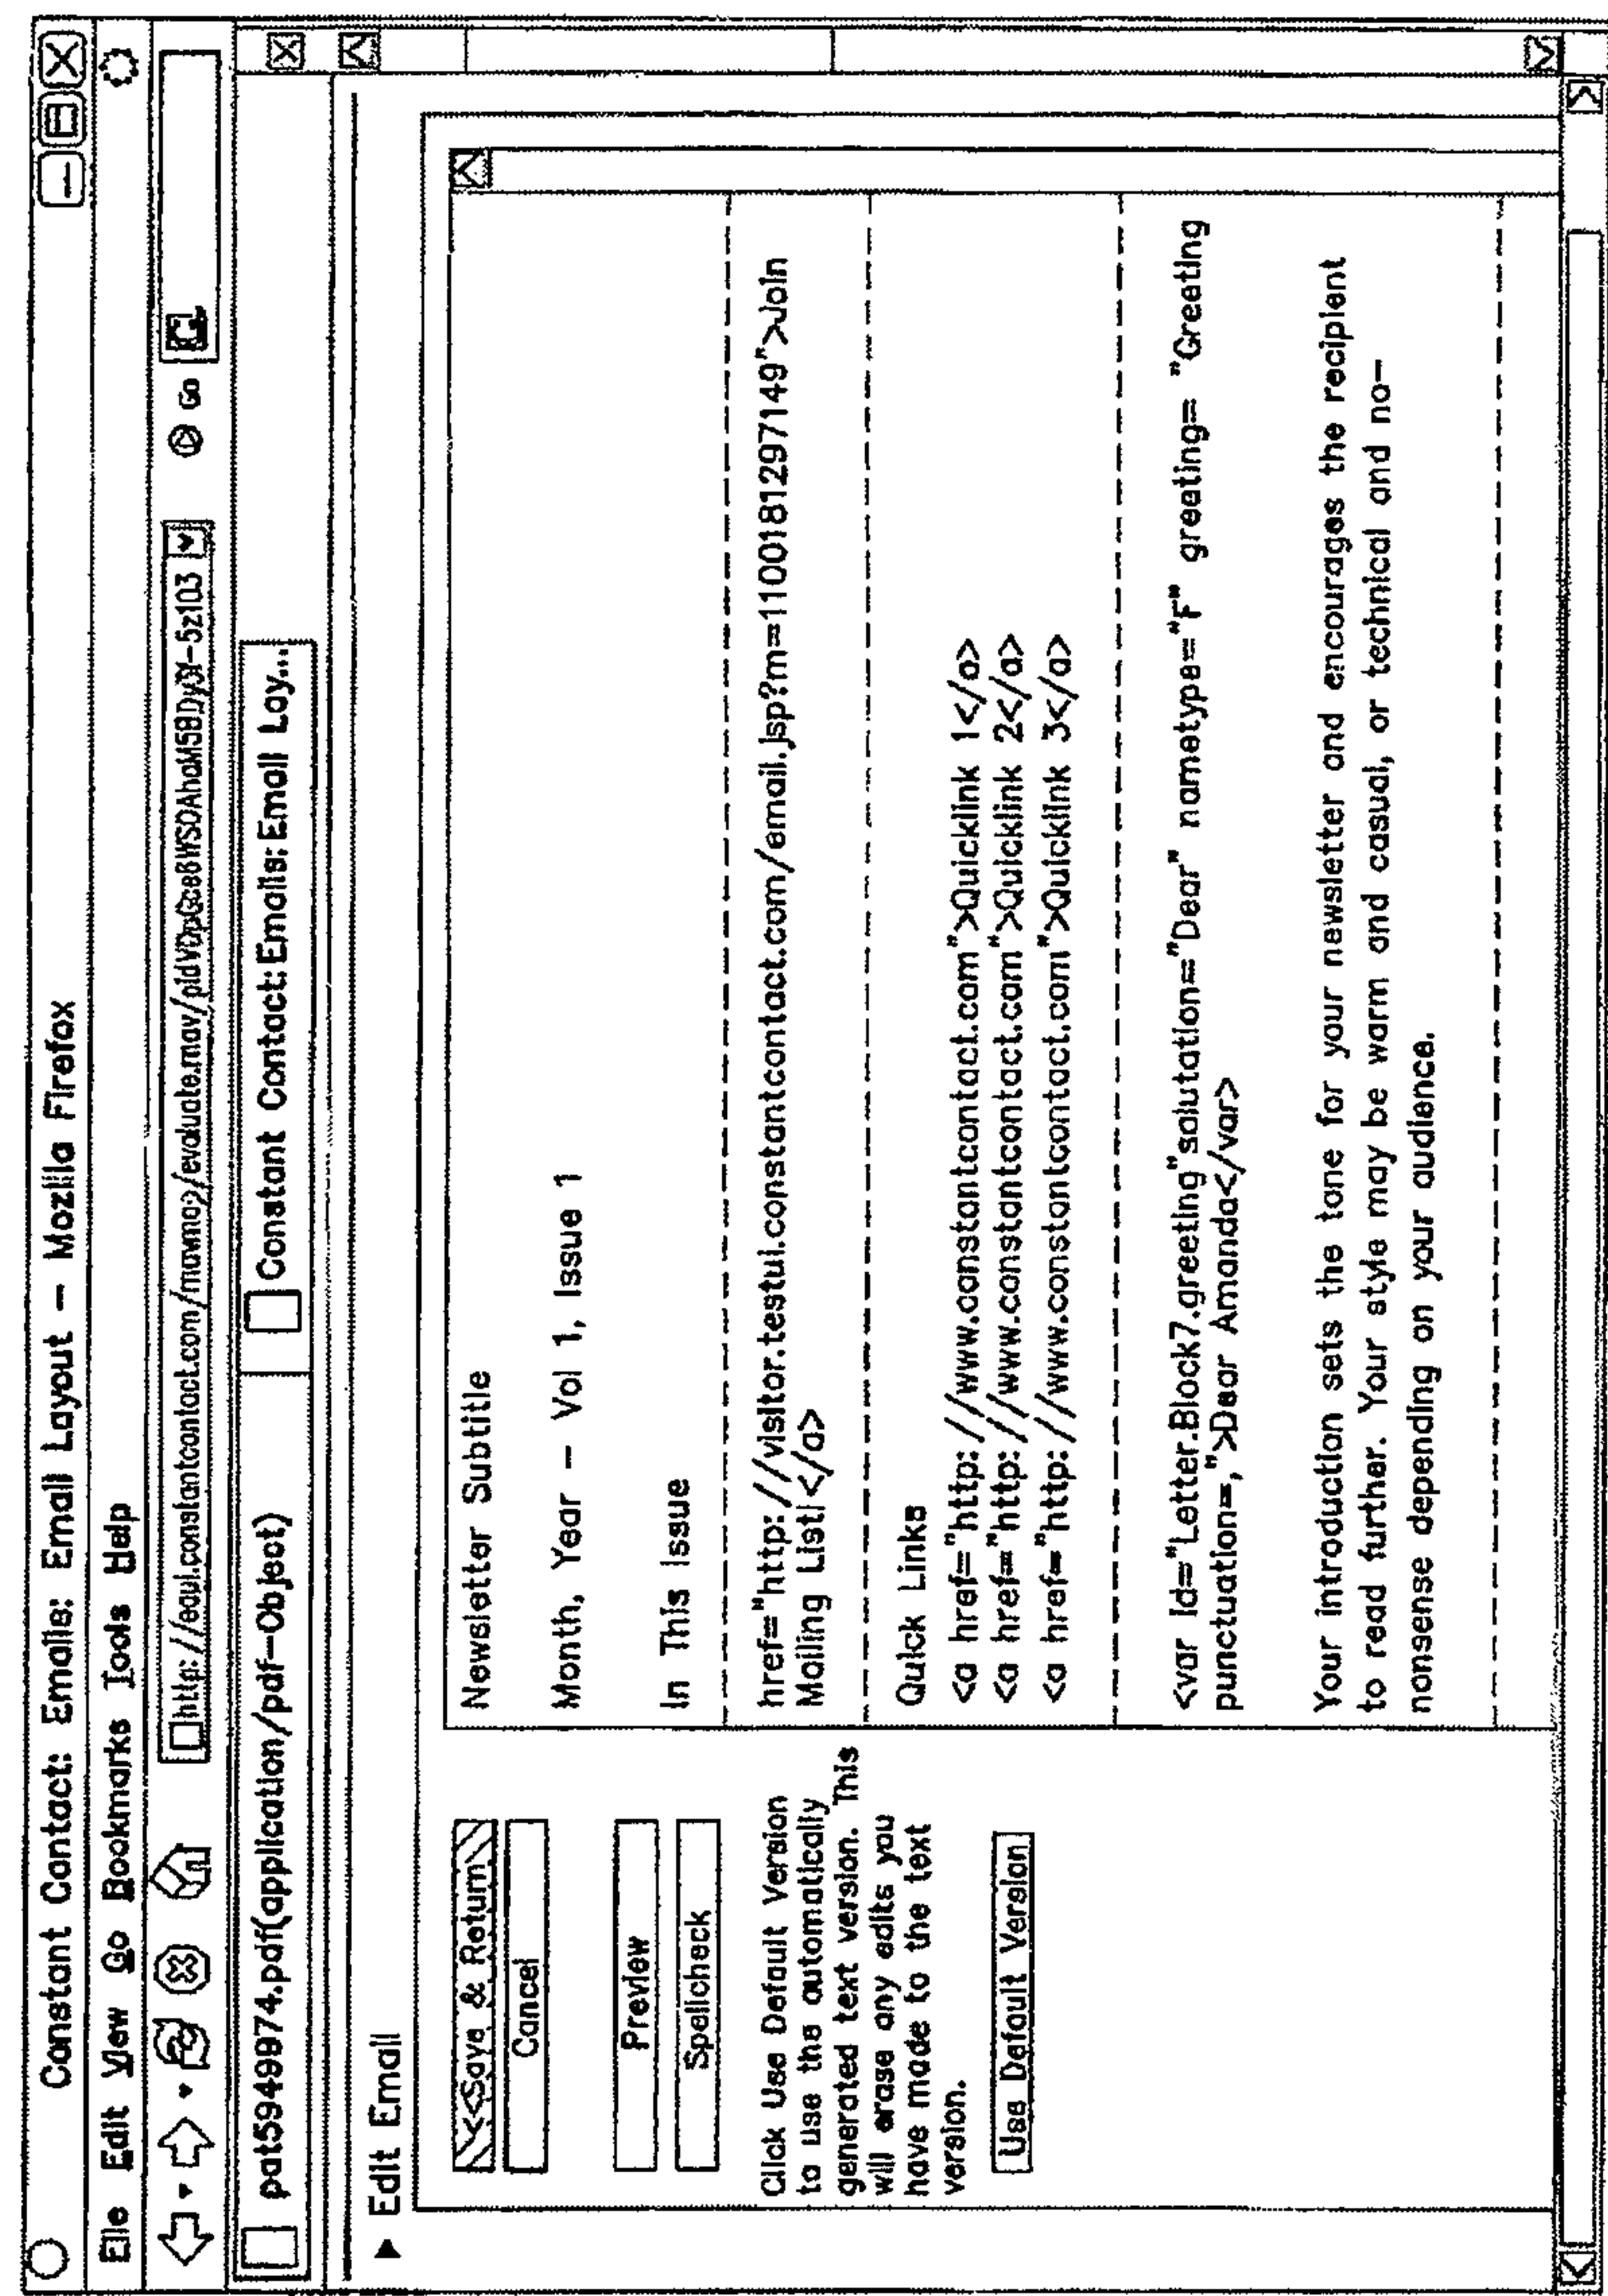 Constant Contact: Emails: Email Layout – Mozilla Firefox
File Edit View Go Bookmarks Tools Help
Go
pat5949974.pdf(application/pdf-Object)
Constant Contact: Emails: Email Lay...
▶ Edit Email
<<Save & Return
Cancel
Preview
Spellcheck
Click Use Default Version
to use the automatically
generated text version. This
will erase any edits you
have made to the text
version.
Use Default Version
Newsletter Subtitle
Month, Year – Vol 1, Issue 1
In This Issue
href="http://visitor.testui.constantcontact.com/email.jsp?m=1100181297149">Join
Mailing List!</a>
Quick Links
<a href="http://www.constantcontact.com">Quicklink 1</a>
<a href="http://www.constantcontact.com">Quicklink 2</a>
<a href="http://www.constantcontact.com">Quicklink 3</a>
<var Id="Letter.Block7.greeting"salutation="Dear" nametype="F" greeting= "Greeting
punctuation=,">Dear Amanda</var>
Your introduction sets the tone for your newsletter and encourages the recipient
to read further. Your style may be warm and casual, or technical and no–
nonsense depending on your audience.